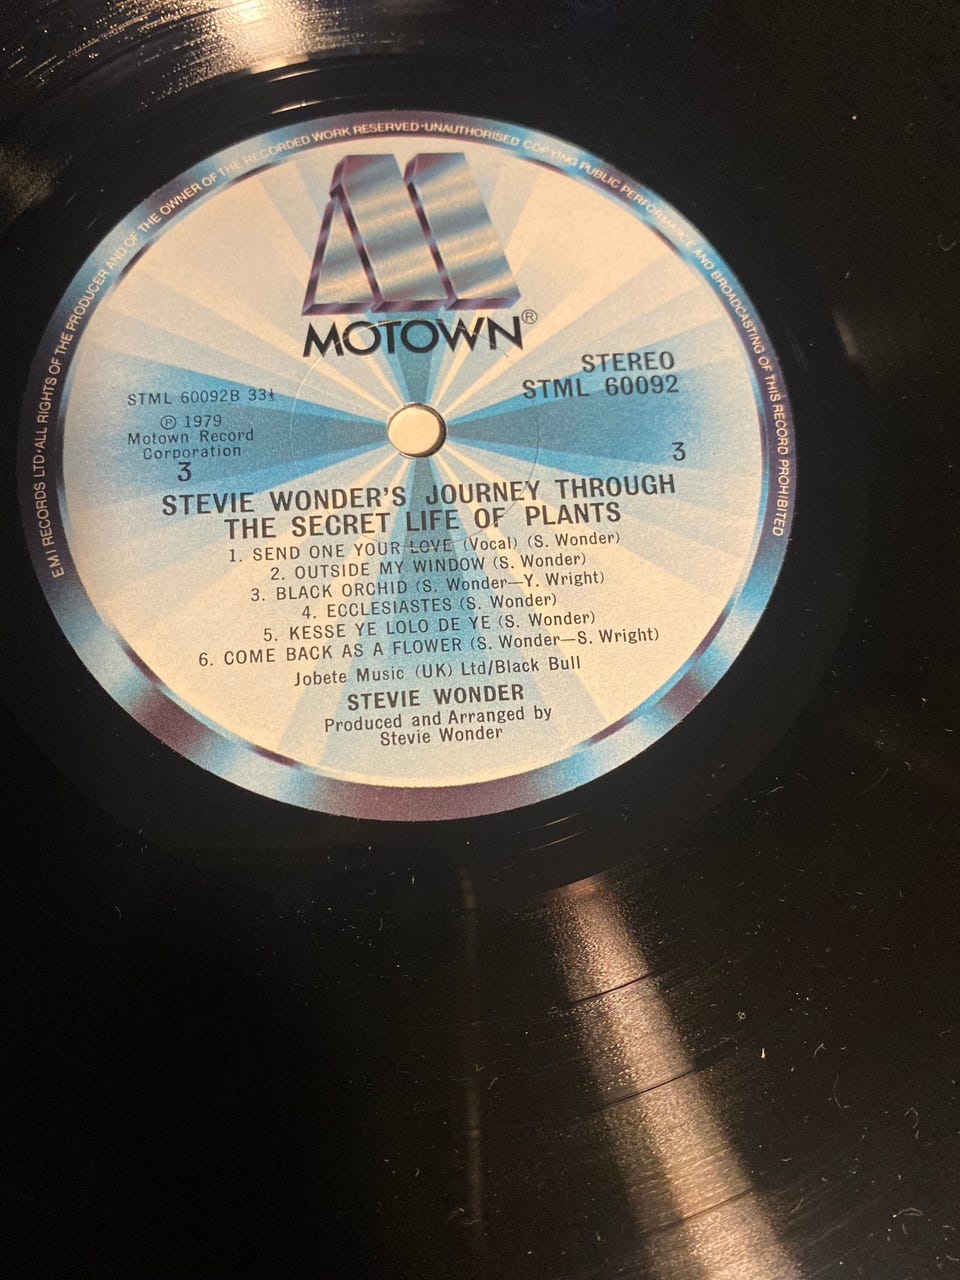 EMI RECORDS LTD·ALL RIGHTS OF THE PRODUCER AND OF THE OWNER OF THE RECORDED WORK RESERVED·UNAUTHORISED COPYING PUBLIC PERFORMANCE AND BROADCASTING OF THIS RECORD PROHIBITED
MOTOWN®
STEREO
STML 60092
STML 60092B 33⅓
Ⓟ 1979
Motown Record
Corporation
3
3
STEVIE WONDER'S JOURNEY THROUGH
THE SECRET LIFE OF PLANTS
1. SEND ONE YOUR LOVE (Vocal) (S. Wonder)
2. OUTSIDE MY WINDOW (S. Wonder)
3. BLACK ORCHID (S. Wonder—Y. Wright)
4. ECCLESIASTES (S. Wonder)
5. KESSE YE LOLO DE YE (S. Wonder)
6. COME BACK AS A FLOWER (S. Wonder—S. Wright)
Jobete Music (UK) Ltd/Black Bull
STEVIE WONDER
Produced and Arranged by
Stevie Wonder